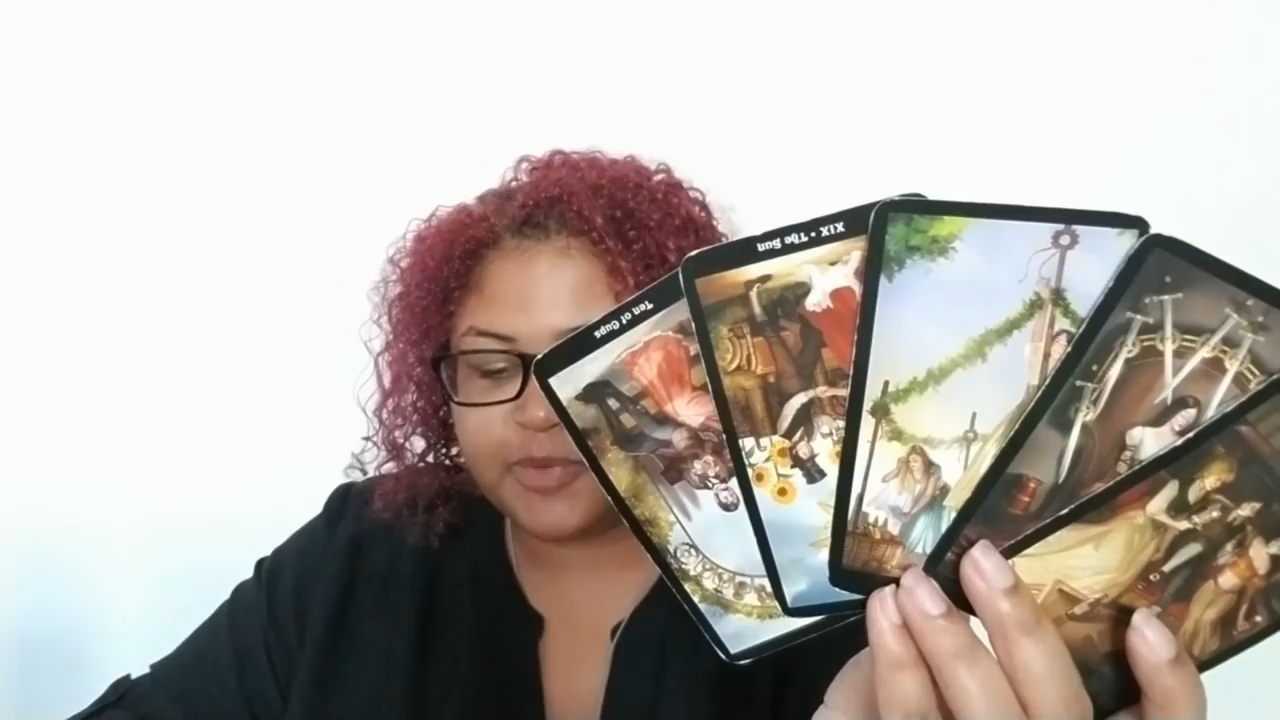 Ten of Cups
XIX • The Sun